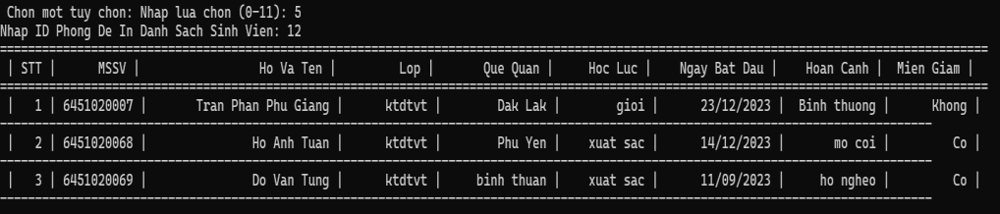 Chon mot tuy chon: Nhap lua chon (0-11): 5
Nhap ID Phong De In Danh Sach Sinh Vien: 12
| STT | MSSV | Ho Va Ten | Lop | Que Quan | Hoc Luc | Ngay Bat Dau | Hoan Canh | Mien Giam |
| 1 | 6451020007 | Tran Phan Phu Giang | ktdtvt | Dak Lak | gioi | 23/12/2023 | Binh thuong | Khong |
| 2 | 6451020068 | Ho Anh Tuan | ktdtvt | Phu Yen | xuat sac | 14/12/2023 | mo coi | Co |
| 3 | 6451020069 | Do Van Tung | ktdtvt | binh thuan | xuat sac | 11/09/2023 | ho ngheo | Co |